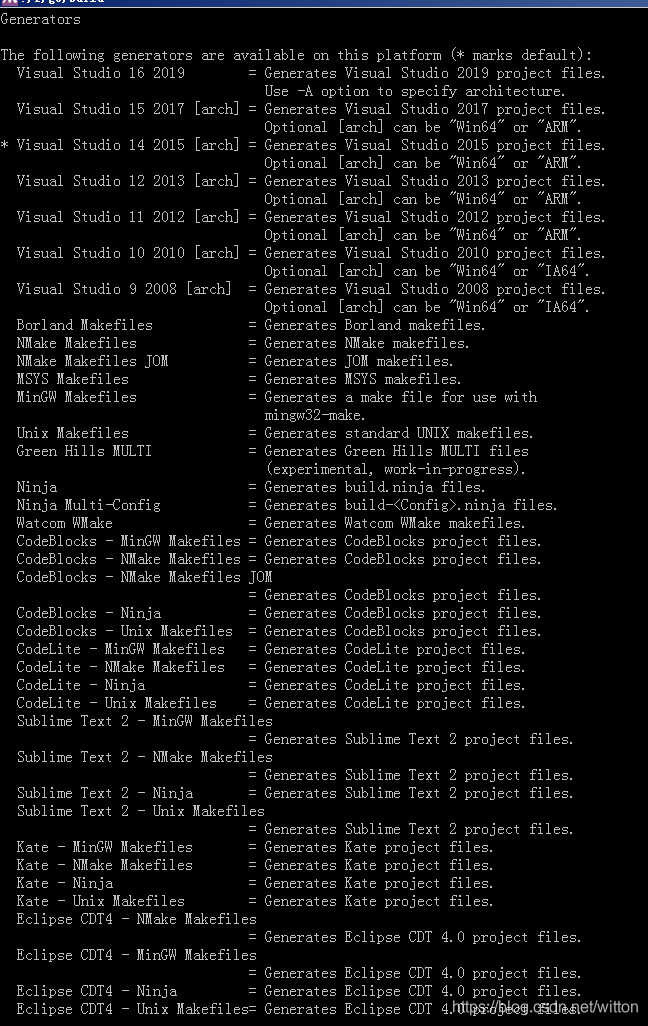 Generators
The following generators are available on this platform (* marks default):
Visual Studio 16 2019 = Generates Visual Studio 2019 project files.
Use -A option to specify architecture.
Visual Studio 15 2017 [arch] = Generates Visual Studio 2017 project files.
Optional [arch] can be "Win64" or "ARM".
* Visual Studio 14 2015 [arch] = Generates Visual Studio 2015 project files.
Optional [arch] can be "Win64" or "ARM".
Visual Studio 12 2013 [arch] = Generates Visual Studio 2013 project files.
Optional [arch] can be "Win64" or "ARM".
Visual Studio 11 2012 [arch] = Generates Visual Studio 2012 project files.
Optional [arch] can be "Win64" or "ARM".
Visual Studio 10 2010 [arch] = Generates Visual Studio 2010 project files.
Optional [arch] can be "Win64" or "IA64".
Visual Studio 9 2008 [arch] = Generates Visual Studio 2008 project files.
Optional [arch] can be "Win64" or "IA64".
Borland Makefiles = Generates Borland makefiles.
NMake Makefiles = Generates NMake makefiles.
NMake Makefiles JOM = Generates JOM makefiles.
MSYS Makefiles = Generates MSYS makefiles.
MinGW Makefiles = Generates a make file for use with
mingw32-make.
Unix Makefiles = Generates standard UNIX makefiles.
Green Hills MULTI = Generates Green Hills MULTI files
(experimental, work-in-progress).
Ninja = Generates build.ninja files.
Ninja Multi-Config = Generates build-<Config>.ninja files.
Watcom WMake = Generates Watcom WMake makefiles.
CodeBlocks - MinGW Makefiles = Generates CodeBlocks project files.
CodeBlocks - NMake Makefiles = Generates CodeBlocks project files.
CodeBlocks - NMake Makefiles JOM
= Generates CodeBlocks project files.
CodeBlocks - Ninja = Generates CodeBlocks project files.
CodeBlocks - Unix Makefiles = Generates CodeBlocks project files.
CodeLite - MinGW Makefiles = Generates CodeLite project files.
CodeLite - NMake Makefiles = Generates CodeLite project files.
CodeLite - Ninja = Generates CodeLite project files.
CodeLite - Unix Makefiles = Generates CodeLite project files.
Sublime Text 2 - MinGW Makefiles
= Generates Sublime Text 2 project files.
Sublime Text 2 - NMake Makefiles
= Generates Sublime Text 2 project files.
Sublime Text 2 - Ninja = Generates Sublime Text 2 project files.
Sublime Text 2 - Unix Makefiles
= Generates Sublime Text 2 project files.
Kate - MinGW Makefiles = Generates Kate project files.
Kate - NMake Makefiles = Generates Kate project files.
Kate - Ninja = Generates Kate project files.
Kate - Unix Makefiles = Generates Kate project files.
Eclipse CDT4 - NMake Makefiles
= Generates Eclipse CDT 4.0 project files.
Eclipse CDT4 - MinGW Makefiles
= Generates Eclipse CDT 4.0 project files.
Eclipse CDT4 - Ninja = Generates Eclipse CDT 4.0 project files.
Eclipse CDT4 - Unix Makefiles= Generates Eclipse CDT 4.0 project files.
https://blog.csdn.net/witton